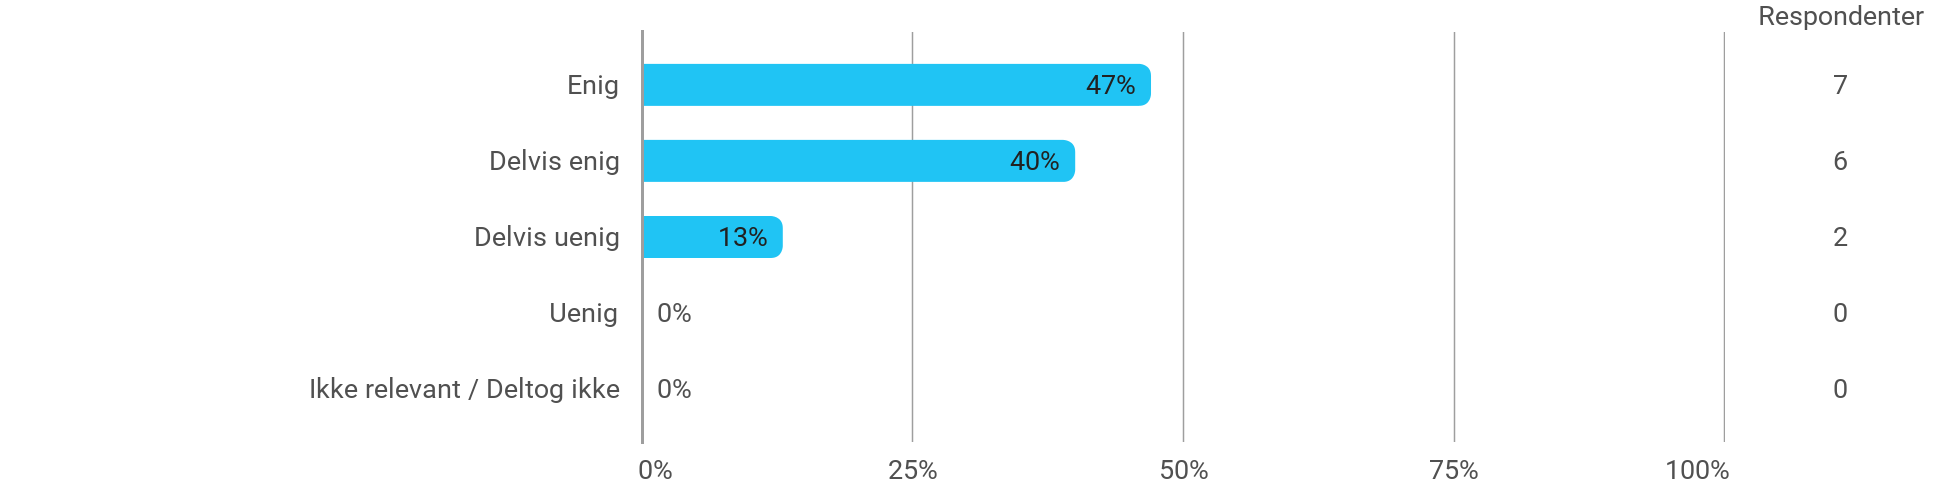 Respondenter
Enig 47% 7
Delvis enig 40% 6
Delvis uenig 13% 2
Uenig 0% 0
Ikke relevant / Deltog ikke 0% 0
0% 25% 50% 75% 100%